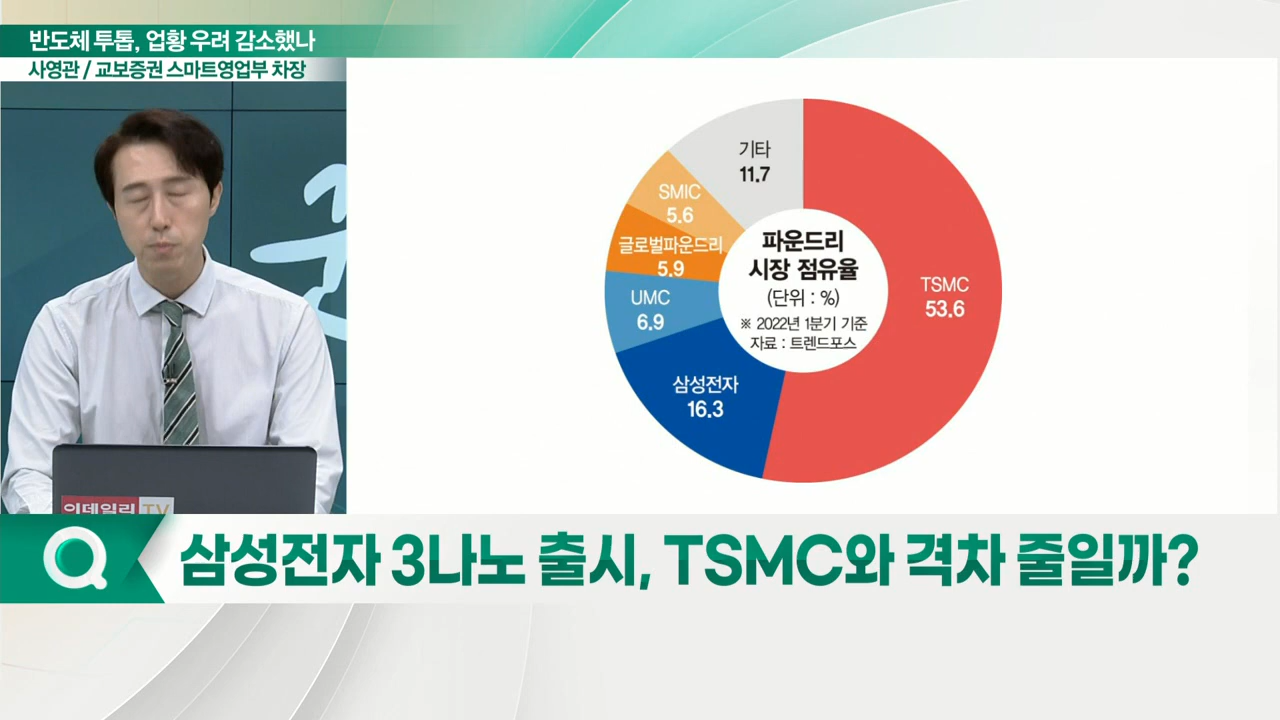 반도체 투톱, 업황 우려 감소했나
사영관 / 교보증권 스마트영업부 차장
기타
11.7
SMIC
5.6
글로벌파운드리
5.9
UMC
6.9
삼성전자
16.3
TSMC
53.6
파운드리
시장 점유율
(단위 : %)
※ 2022년 1분기 기준
자료 : 트렌드포스
이데일리 TV
삼성전자 3나노 출시, TSMC와 격차 줄일까?